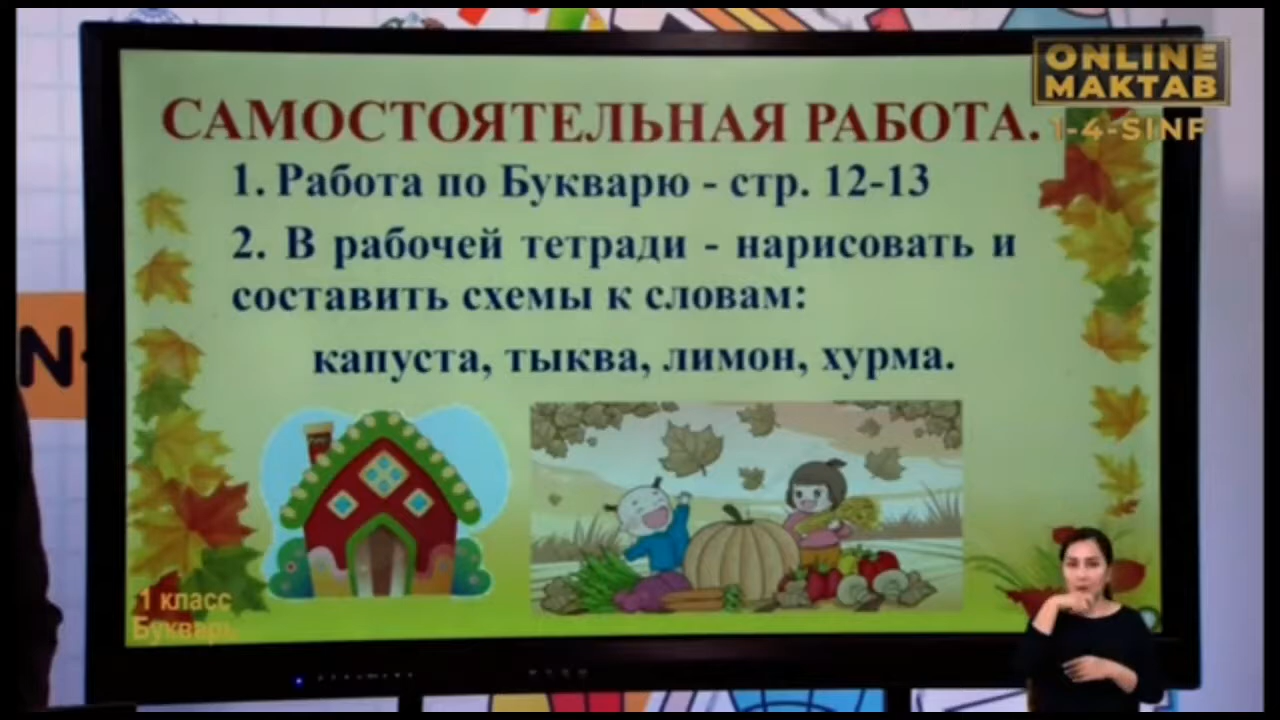 ONLINE
MAKTAB
1-4-SINF
САМОСТОЯТЕЛЬНАЯ РАБОТА.
1. Работа по Букварю - стр. 12-13
2. В рабочей тетради - нарисовать и
составить схемы к словам:
капуста, тыква, лимон, хурма.
1 класс
Букварь
N